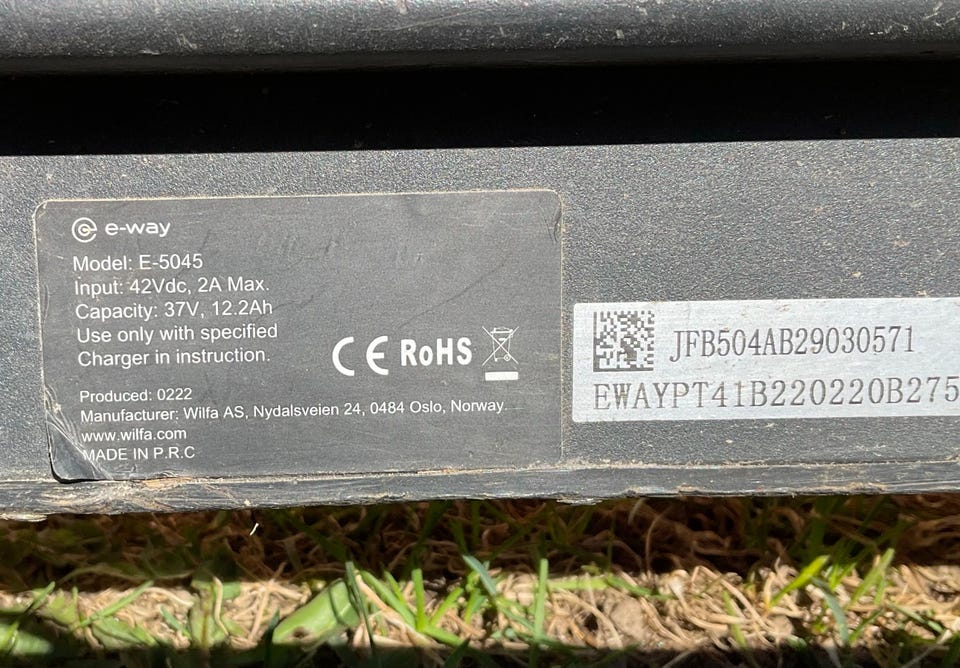 e-way
Model: E-5045
Input: 42Vdc, 2A Max.
Capacity: 37V, 12.2Ah
Use only with specified
Charger in instruction.
CE RoHS
Produced: 0222
Manufacturer: Wilfa AS, Nydalsveien 24, 0484 Oslo, Norway
www.wilfa.com
MADE IN P.R.C
JFB504AB29030571
EWAYPT41B220220B275